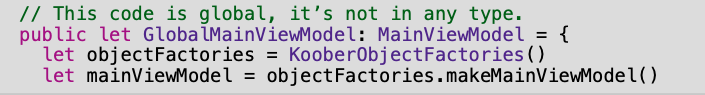 // This code is global, it’s not in any type.
public let GlobalMainViewModel: MainViewModel = {
  let objectFactories = KooberObjectFactories()
  let mainViewModel = objectFactories.makeMainViewModel()